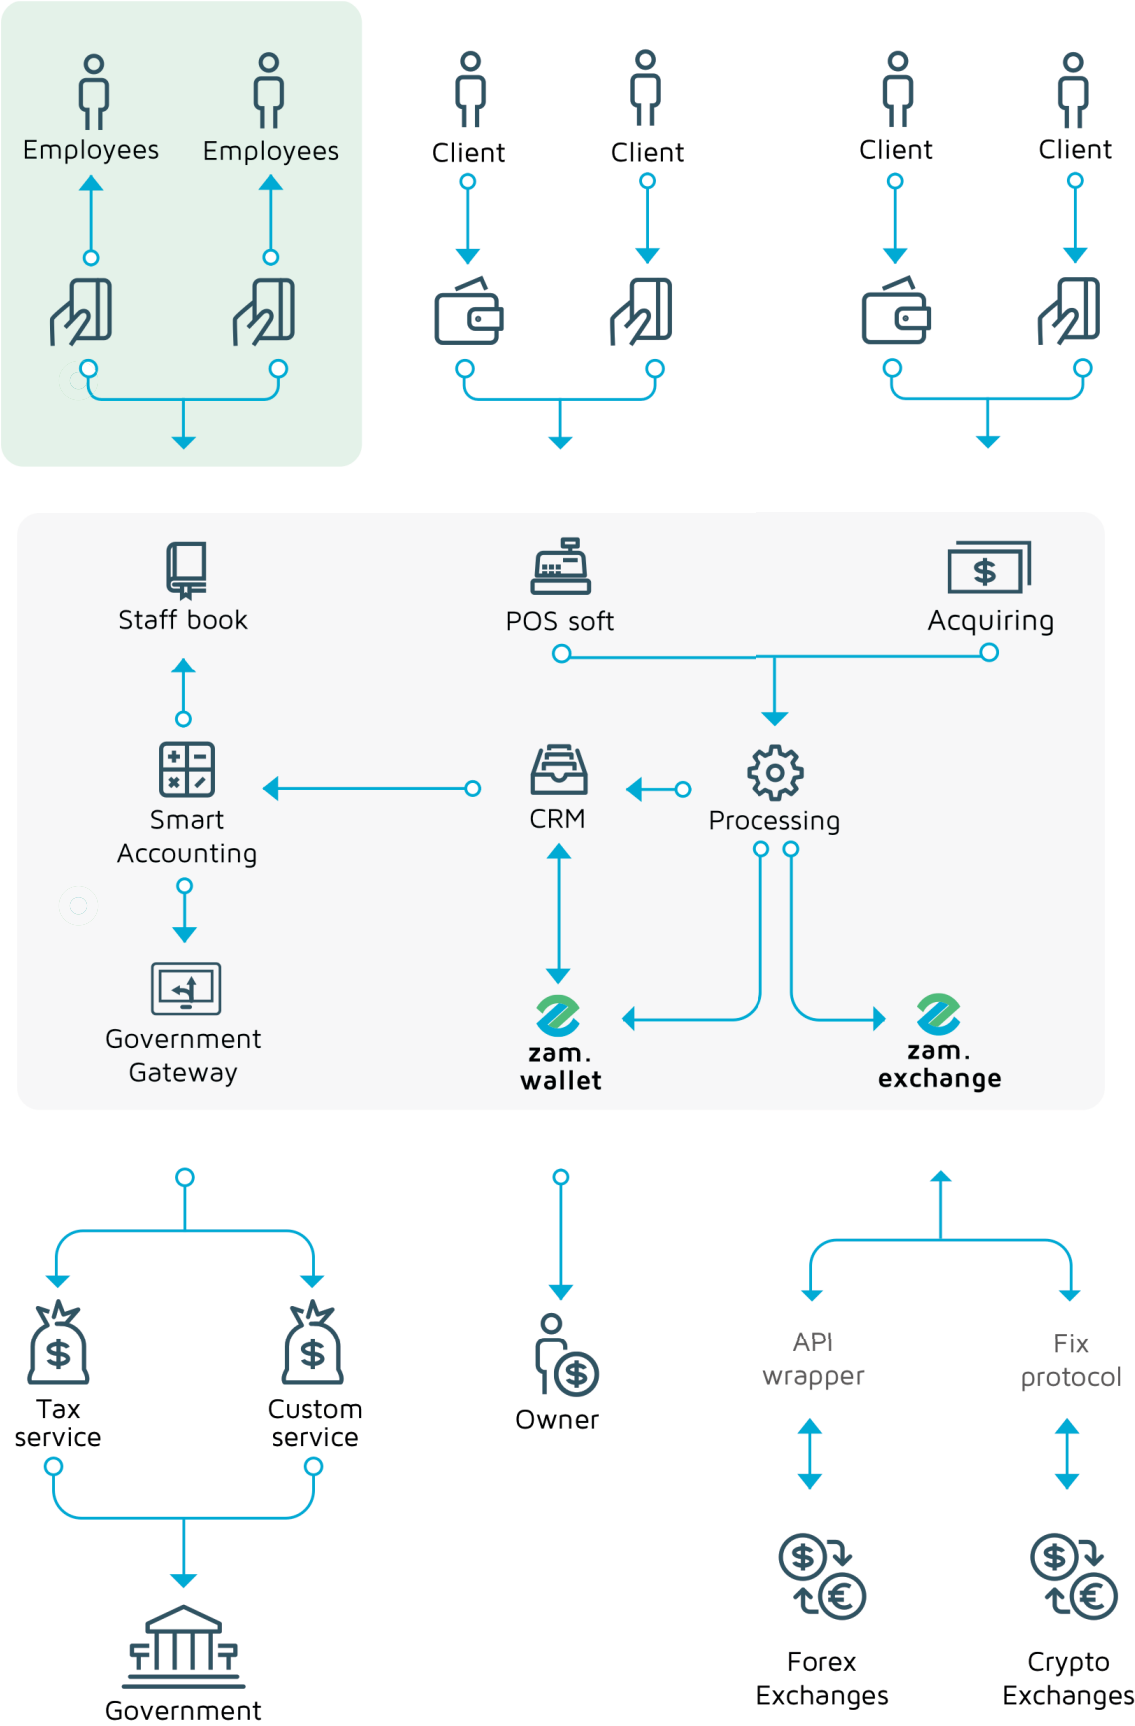 Employees
Employees
Client
Client
Client
Client
Staff book
POS soft
Acquiring
Smart
Accounting
CRM
Processing
Government
Gateway
zam.
wallet
zam.
exchange
Tax
service
Custom
service
Owner
API
wrapper
Fix
protocol
Government
Forex
Exchanges
Crypto
Exchanges